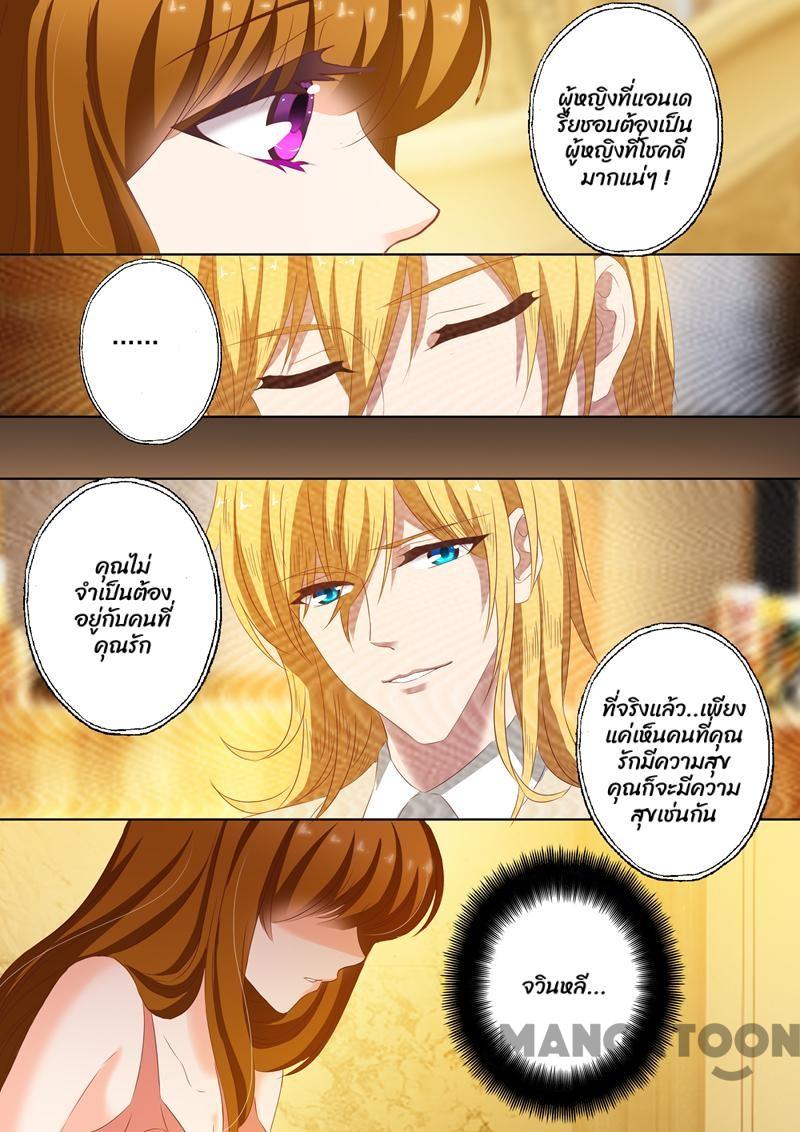 ผู้หญิงที่แอนเด
รียชอบต้องเป็น
ผู้หญิงที่โชคดี
มากแน่ๆ !
......
คุณไม่
จำเป็นต้อง
อยู่กับคนที่
คุณรัก
ที่จริงแล้ว..เพียง
แค่เห็นคนที่คุณ
รักมีความสุข
คุณก็จะมีความ
สุขเช่นกัน
จวินหลี...
MANGATOON